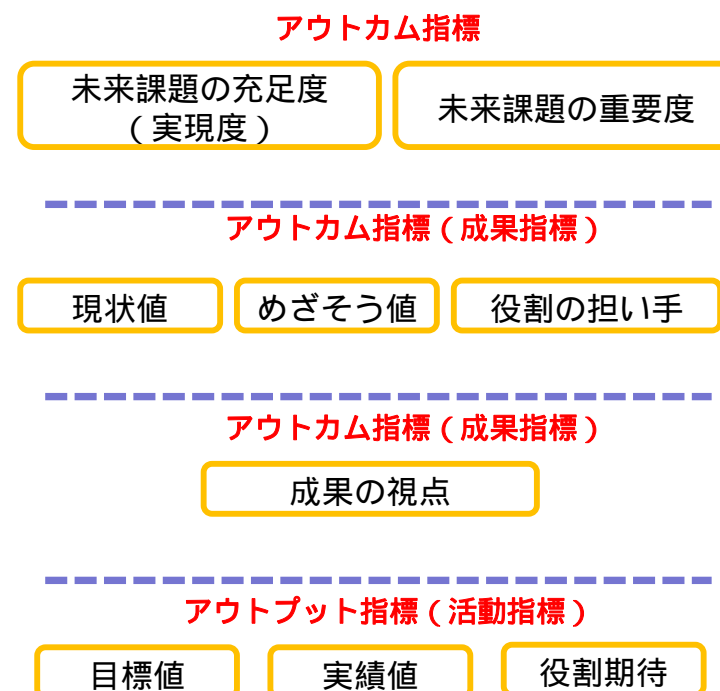 アウトカム指標
未来課題の充足度
（実現度）
未来課題の重要度
アウトカム指標（成果指標）
現状値
めざそう値
役割の担い手
アウトカム指標（成果指標）
成果の視点
アウトプット指標（活動指標）
目標値
実績値
役割期待